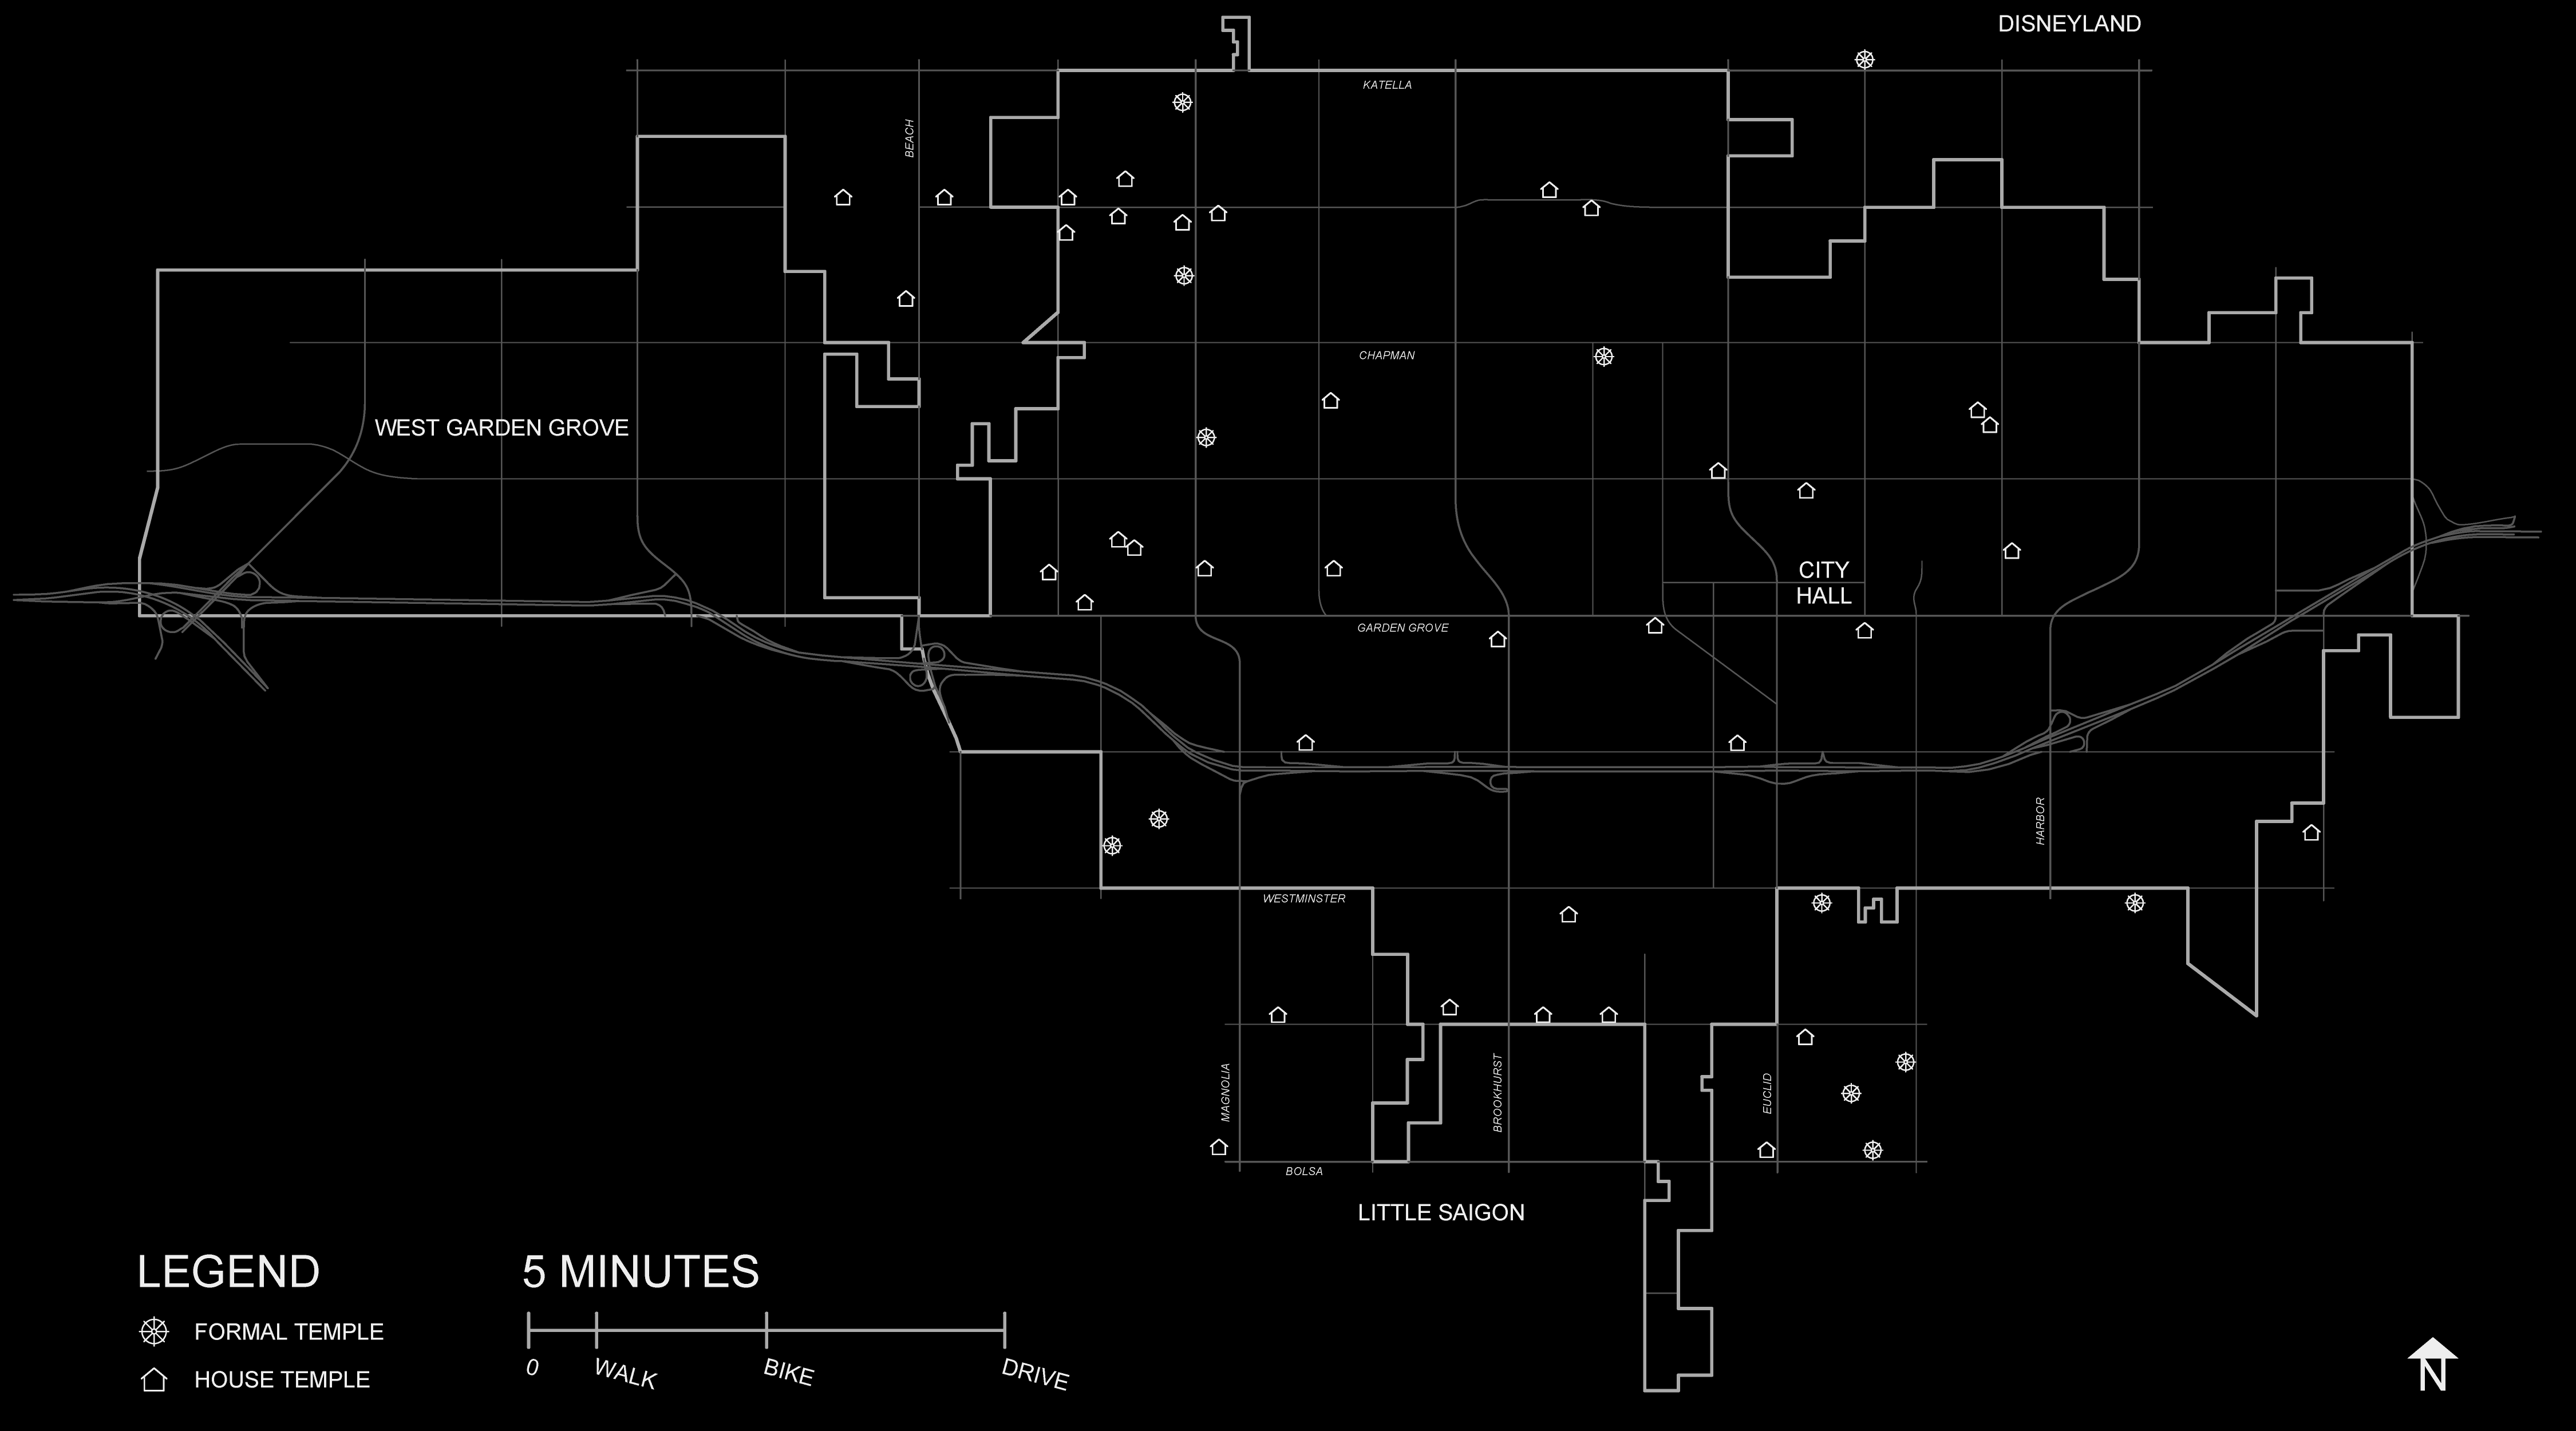 DISNEYLAND
KATELLA
BEACH
CHAPMAN
WEST GARDEN GROVE
CITY
HALL
GARDEN GROVE
HARBOR
WESTMINSTER
MAGNOLIA
BROOKHURST
EUCLID
BOLSA
LITTLE SAIGON
LEGEND
FORMAL TEMPLE
HOUSE TEMPLE
5 MINUTES
0 WALK BIKE DRIVE
N